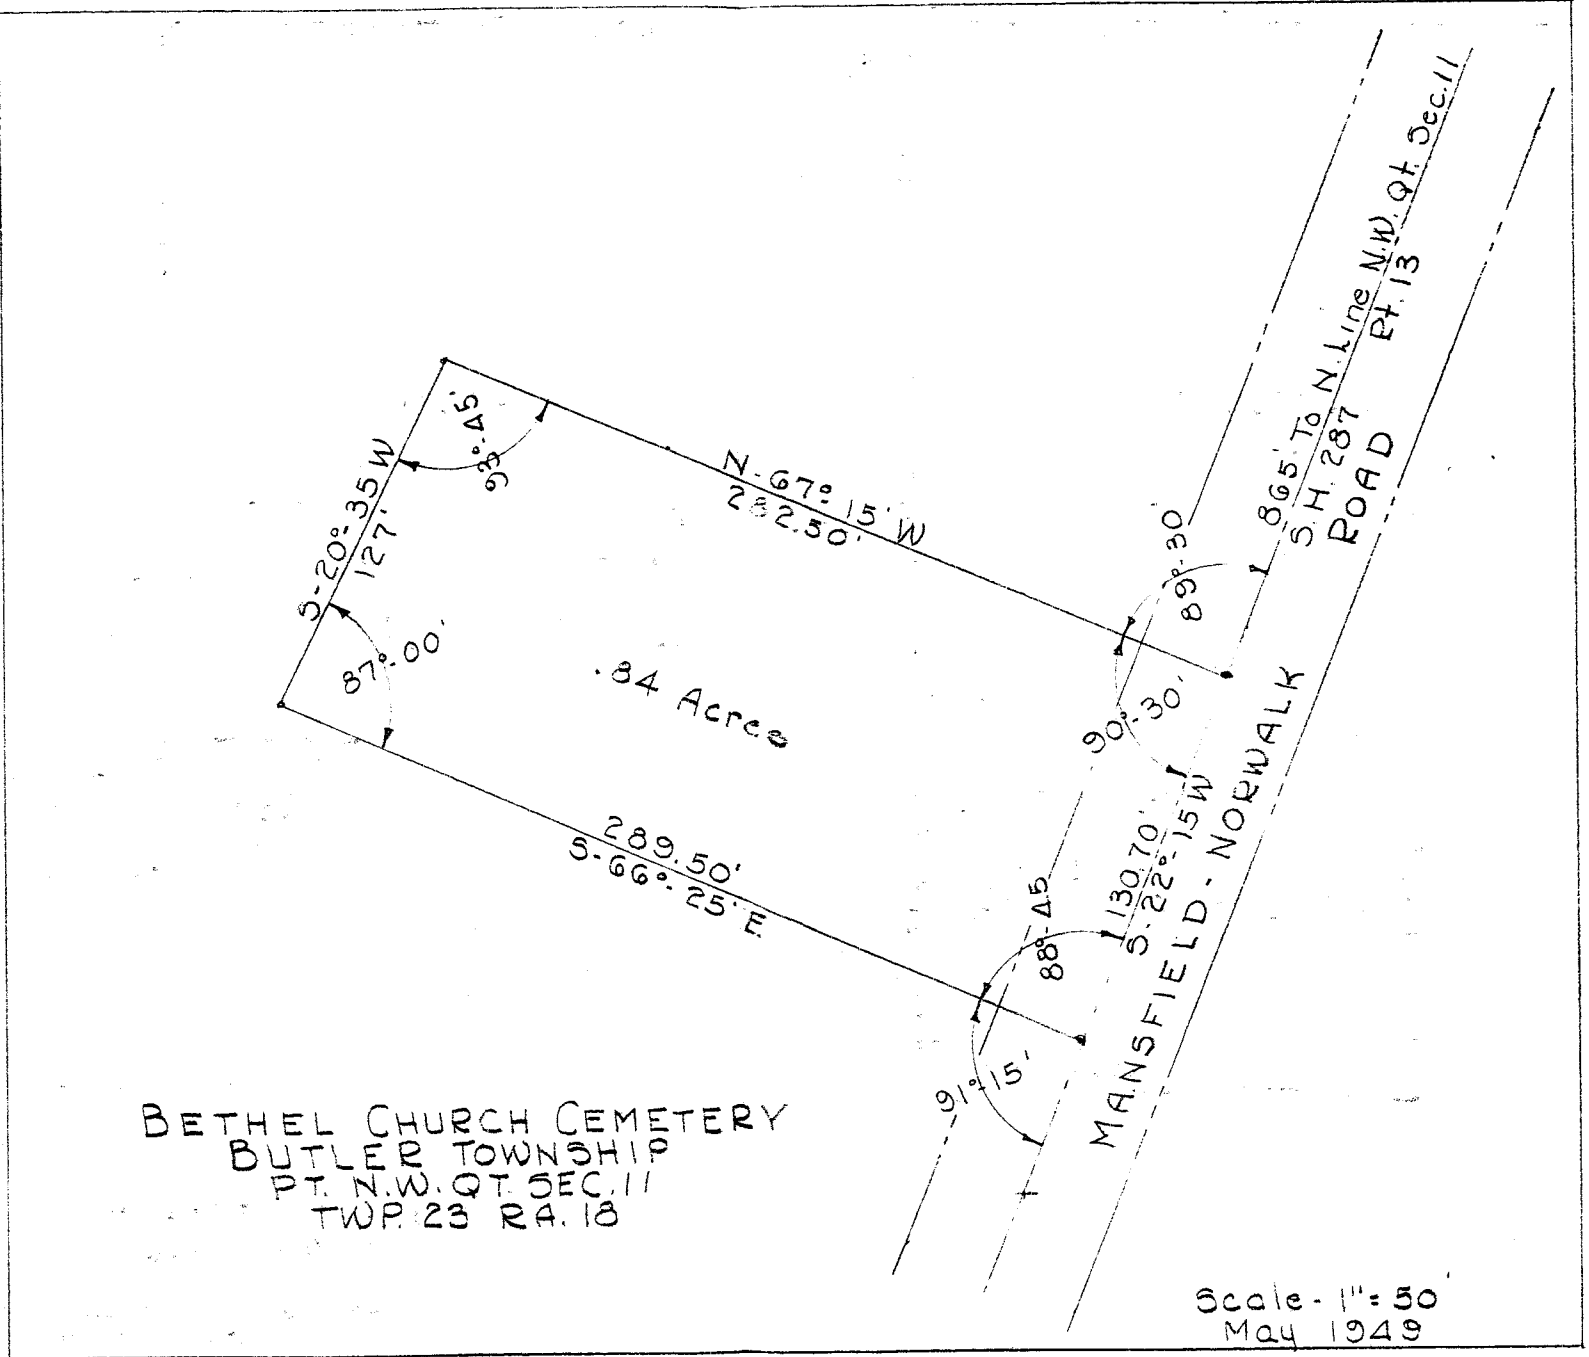 865' To N. Line N.W. Qt. Sec. 11
S.H. 287 Rt. 13
MANSFIELD - NORWALK ROAD
93°-45'
N-67°-15' W
282.50'
89°-30'
S-20°-35 W
127'
87°-00'
.84 Acres
90°-30'
130.70'
S-22°-15 W
289.50'
S-66°-25' E.
88°-45
91°-15'
BETHEL CHURCH CEMETERY
BUTLER TOWNSHIP
PT. N.W. QT. SEC. 11
TWP. 23 RA. 18
Scale - 1" = 50'
May 1949